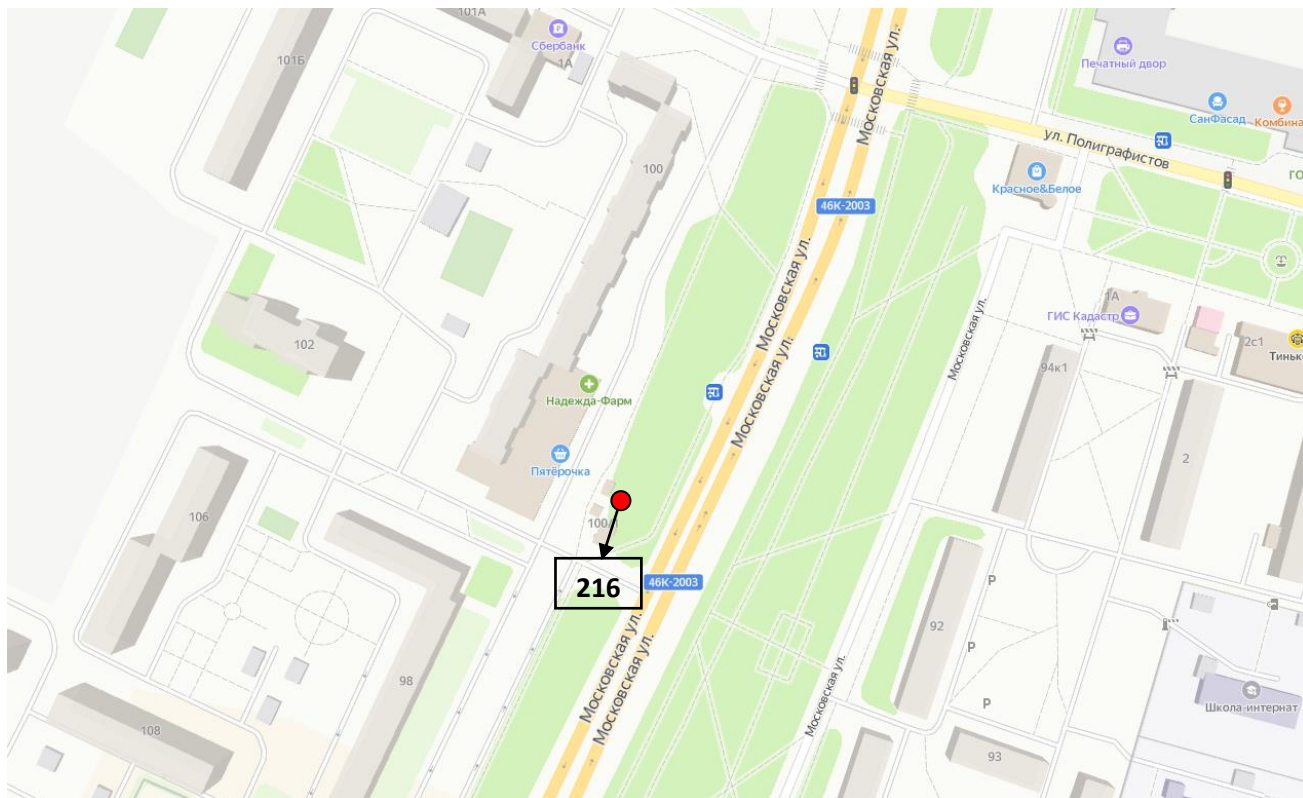 101А
Сбербанк
1А
101Б
Московская ул.
Московская ул.
Печатный двор
СанФасад
Комбина
ул. Полиграфистов
ГО
Красное&Белое
100
46К-2003
Московская ул.
Московская ул.
Московская ул.
1А
ГИС Кадастр
2с1
Тиньк
102
94к1
Надежда-Фарм
Пятёрочка
2
106
100/1
216
46К-2003
P
92
P
Московская ул.
Московская ул.
Московская ул.
98
P
Школа-интернат
108
93